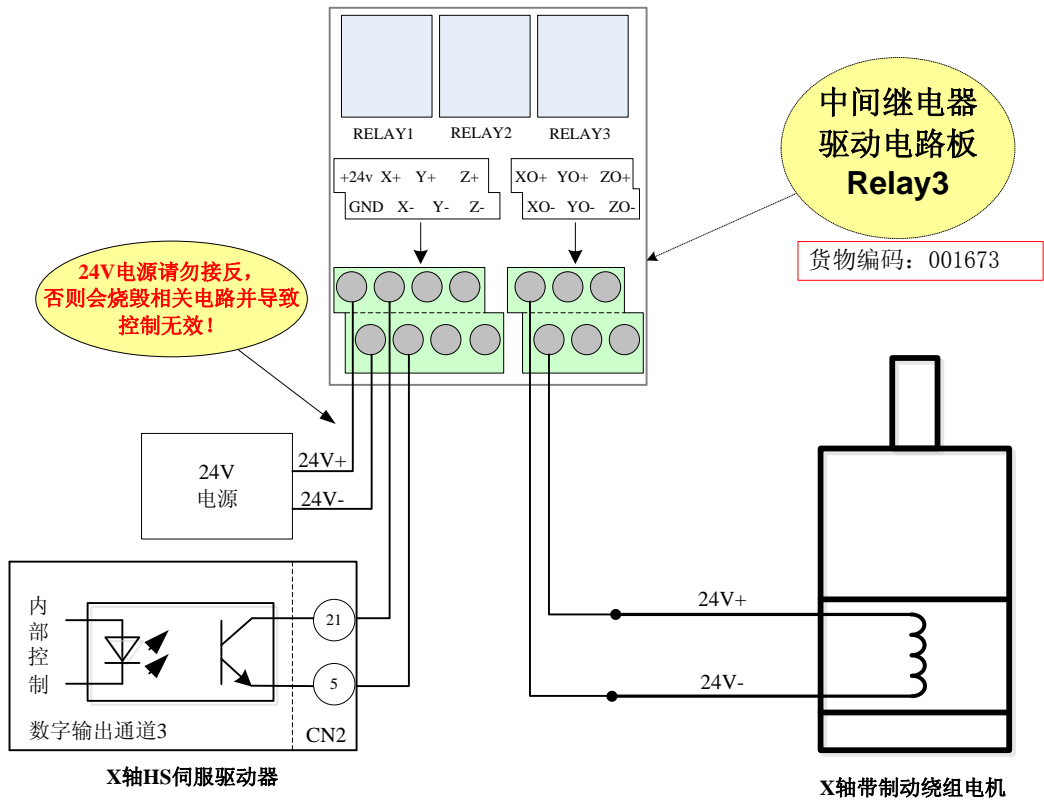 RELAY1 RELAY2 RELAY3
+24v X+ Y+ Z+
GND X- Y- Z-
XO+ YO+ ZO+
XO- YO- ZO-
中间继电器
驱动电路板
Relay3
货物编码：001673
24V电源请勿接反，
否则会烧毁相关电路并导致
控制无效！
24V
电源
24V+
24V-
内
部
控
制
21
5
数字输出通道3
CN2
X轴HS伺服驱动器
24V+
24V-
X轴带制动绕组电机